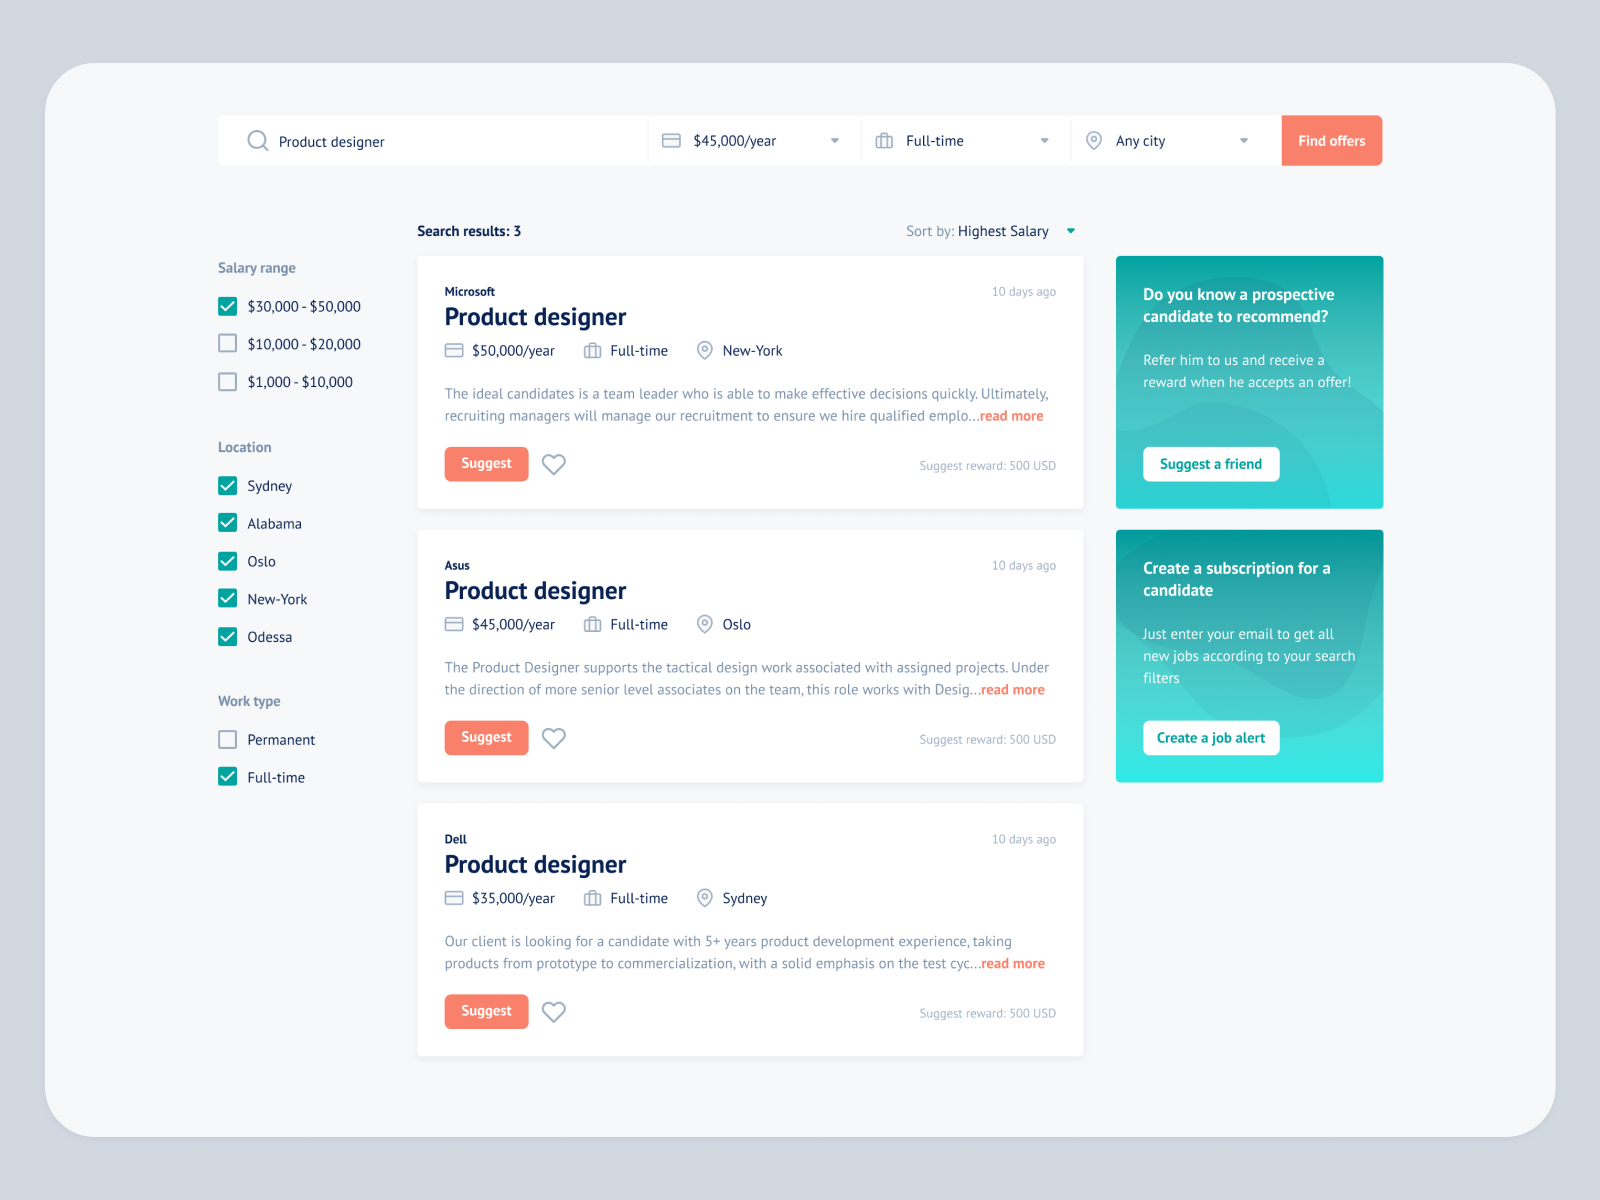 Product designer
$45,000/year
Full-time
Any city
Find offers
Search results: 3
Sort by: Highest Salary
Salary range
$30,000 - $50,000
$10,000 - $20,000
$1,000 - $10,000
Location
Sydney
Alabama
Oslo
New-York
Odessa
Work type
Permanent
Full-time
Microsoft
10 days ago
Product designer
$50,000/year
Full-time
New-York
The ideal candidates is a team leader who is able to make effective decisions quickly. Ultimately,
recruiting managers will manage our recruitment to ensure we hire qualified emplo...read more
Suggest
Suggest reward: 500 USD
Asus
10 days ago
Product designer
$45,000/year
Full-time
Oslo
The Product Designer supports the tactical design work associated with assigned projects. Under
the direction of more senior level associates on the team, this role works with Desig...read more
Suggest
Suggest reward: 500 USD
Dell
10 days ago
Product designer
$35,000/year
Full-time
Sydney
Our client is looking for a candidate with 5+ years product development experience, taking
products from prototype to commercialization, with a solid emphasis on the test cyc...read more
Suggest
Suggest reward: 500 USD
Do you know a prospective
candidate to recommend?
Refer him to us and receive a
reward when he accepts an offer!
Suggest a friend
Create a subscription for a
candidate
Just enter your email to get all
new jobs according to your search
filters
Create a job alert